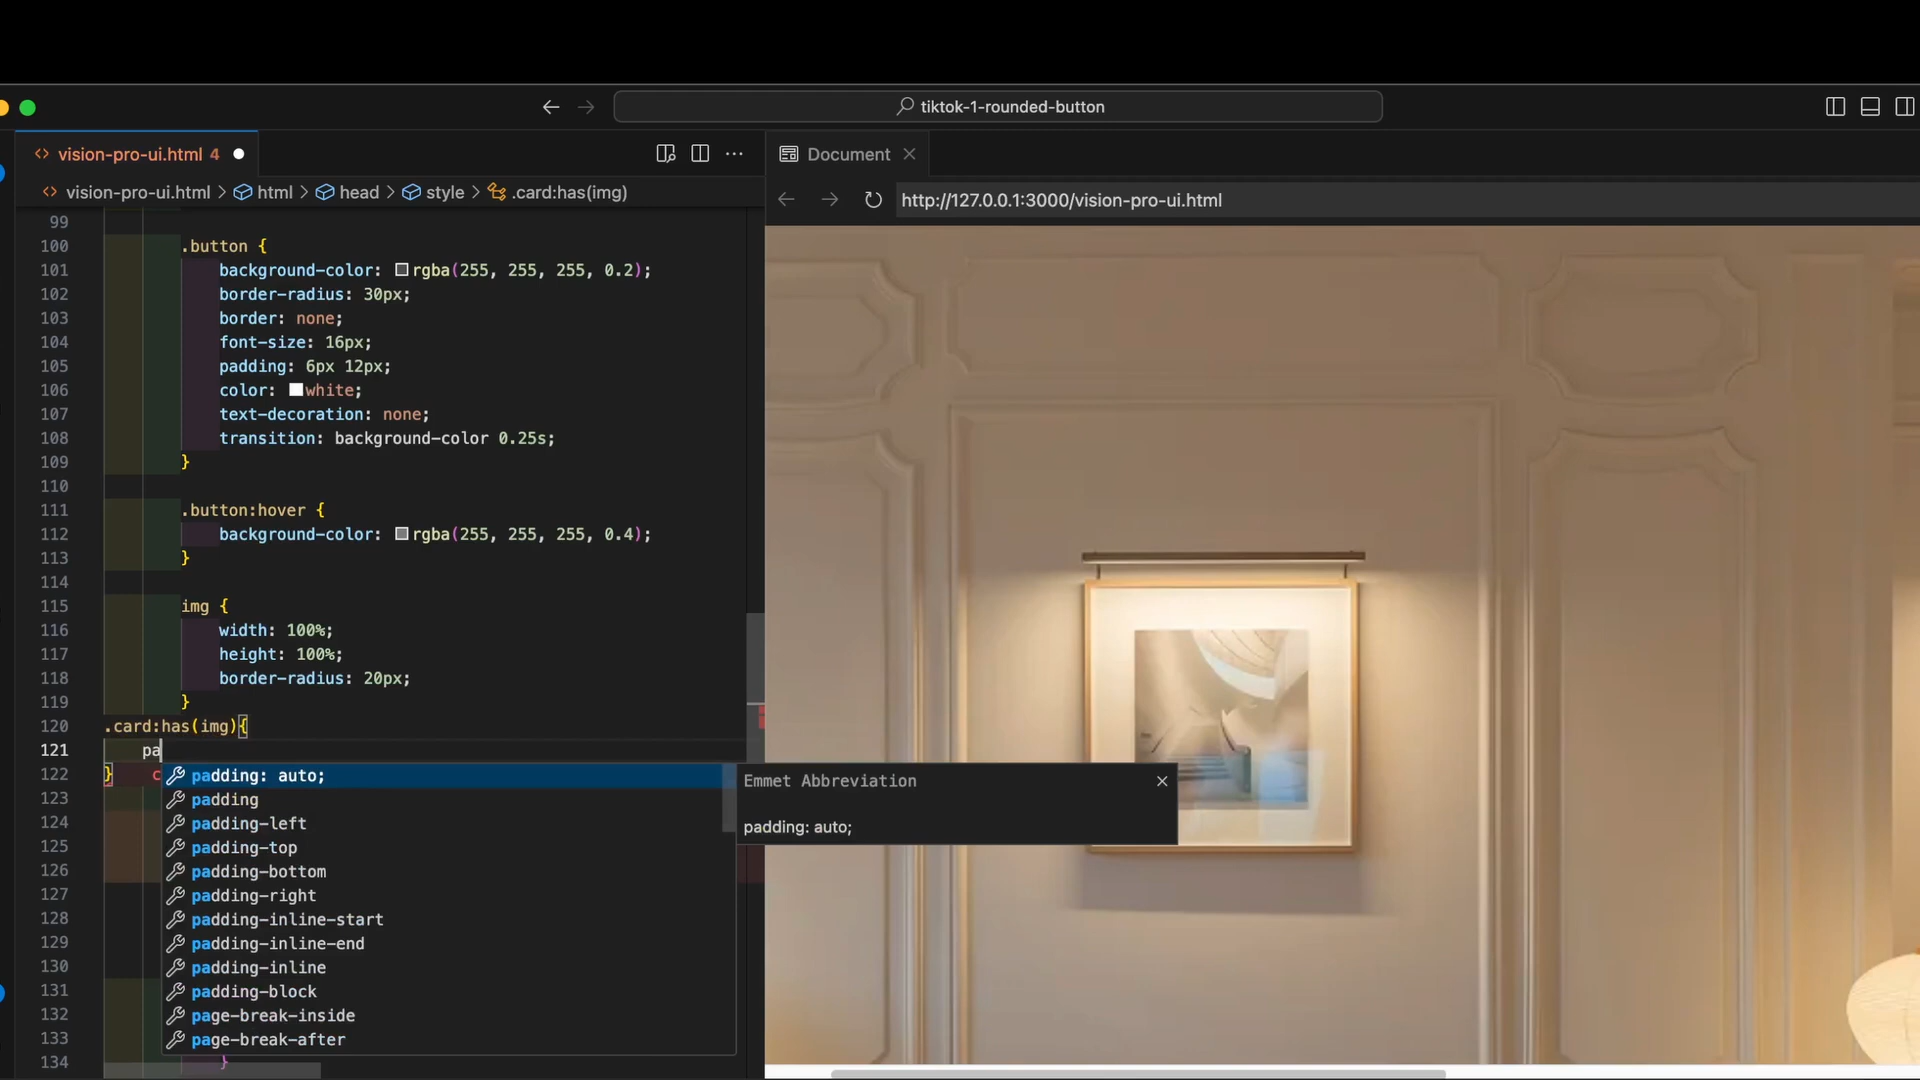 tiktok-1-rounded-button
vision-pro-ui.html 4
Document
vision-pro-ui.html > html > head > style > .card:has(img)
http://127.0.0.1:3000/vision-pro-ui.html
99
100 .button {
101 background-color: rgba(255, 255, 255, 0.2);
102 border-radius: 30px;
103 border: none;
104 font-size: 16px;
105 padding: 6px 12px;
106 color: white;
107 text-decoration: none;
108 transition: background-color 0.25s;
109 }
110
111 .button:hover {
112 background-color: rgba(255, 255, 255, 0.4);
113 }
114
115 img {
116 width: 100%;
117 height: 100%;
118 border-radius: 20px;
119 }
120 .card:has(img){
121 pa
122 } c
padding: auto;
Emmet Abbreviation
123 padding
124 padding-left
padding: auto;
125 padding-top
126 padding-bottom
127 padding-right
128 padding-inline-start
129 padding-inline-end
130 padding-inline
131 padding-block
132 page-break-inside
133 page-break-after
134 }